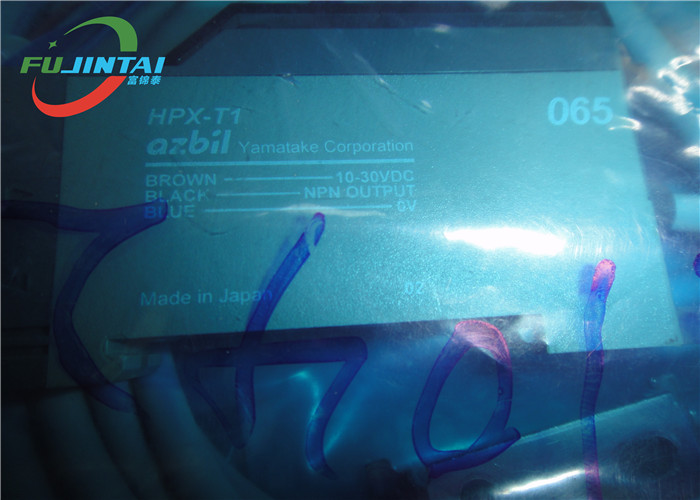 FUJINTAI
富锦泰
HPX-T1
065
azbil Yamatake Corporation
BROWN 10-30VDC
BLACK NPN OUTPUT
BLUE 0V
Made in Japan
02